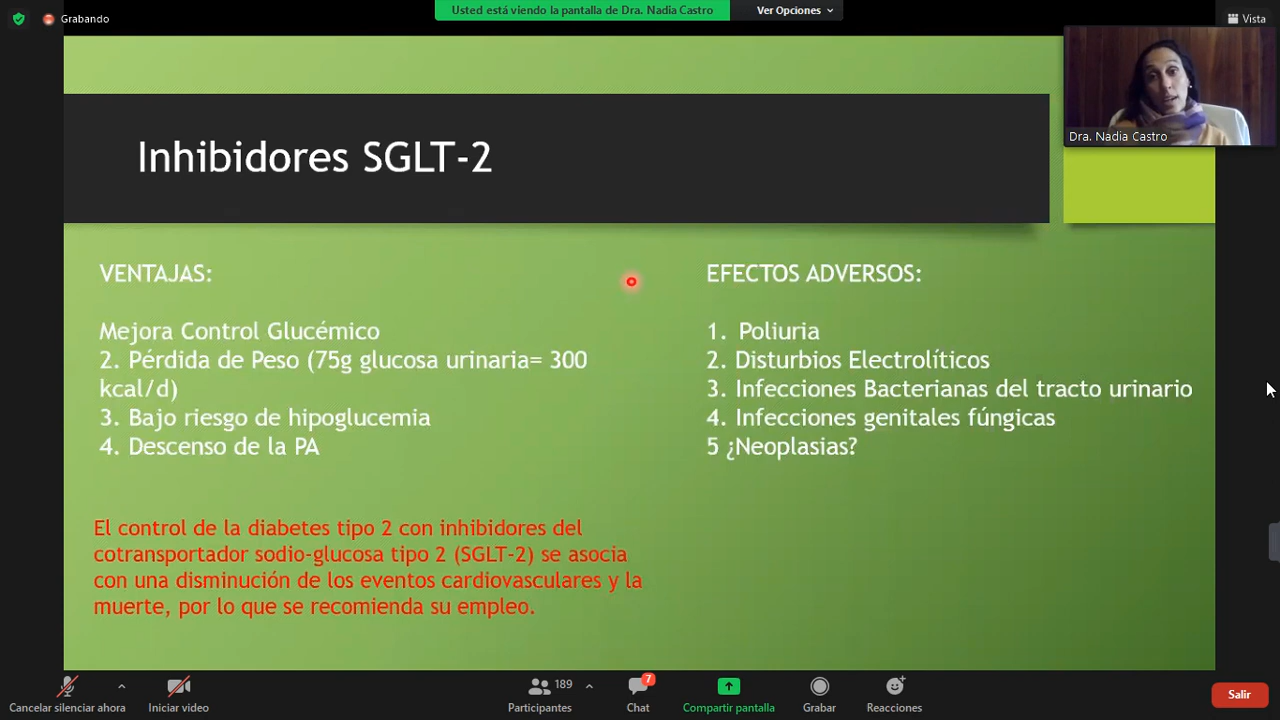 Grabando
Usted está viendo la pantalla de Dra. Nadia Castro
Ver Opciones
Vista
Dra. Nadia Castro
Inhibidores SGLT-2
VENTAJAS:
Mejora Control Glucémico
2. Pérdida de Peso (75g glucosa urinaria= 300
kcal/d)
3. Bajo riesgo de hipoglucemia
4. Descenso de la PA
El control de la diabetes tipo 2 con inhibidores del
cotransportador sodio-glucosa tipo 2 (SGLT-2) se asocia
con una disminución de los eventos cardiovasculares y la
muerte, por lo que se recomienda su empleo.
EFECTOS ADVERSOS:
1. Poliuria
2. Disturbios Electrolíticos
3. Infecciones Bacterianas del tracto urinario
4. Infecciones genitales fúngicas
5 ¿Neoplasias?
Cancelar silenciar ahora
Iniciar video
189
Participantes
7
Chat
Compartir pantalla
Grabar
Reacciones
Salir